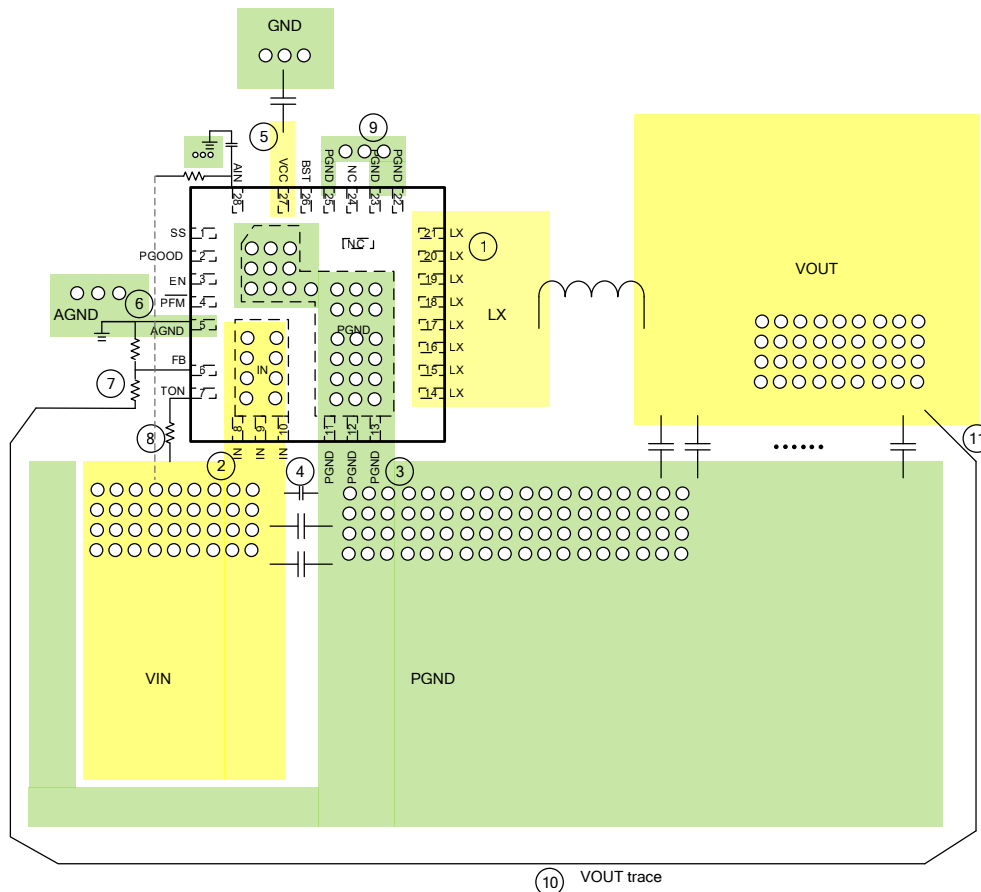 GND
5
9
AIN
28
VCC
27
BST
26
PGND
25
NC
24
PGND
23
PGND
22
SS
1
PGOOD
2
EN
3
PFM
4
AGND
5
FB
6
TON
7
NC
21 LX
20 LX
19 LX
18 LX
17 LX
16 LX
15 LX
14 LX
1
LX
VOUT
AGND
6
7
8
IN
PGND
8
IN
9
IN
10
IN
11
PGND
12
PGND
13
PGND
2
4
3
......
11
VIN
PGND
10 VOUT trace